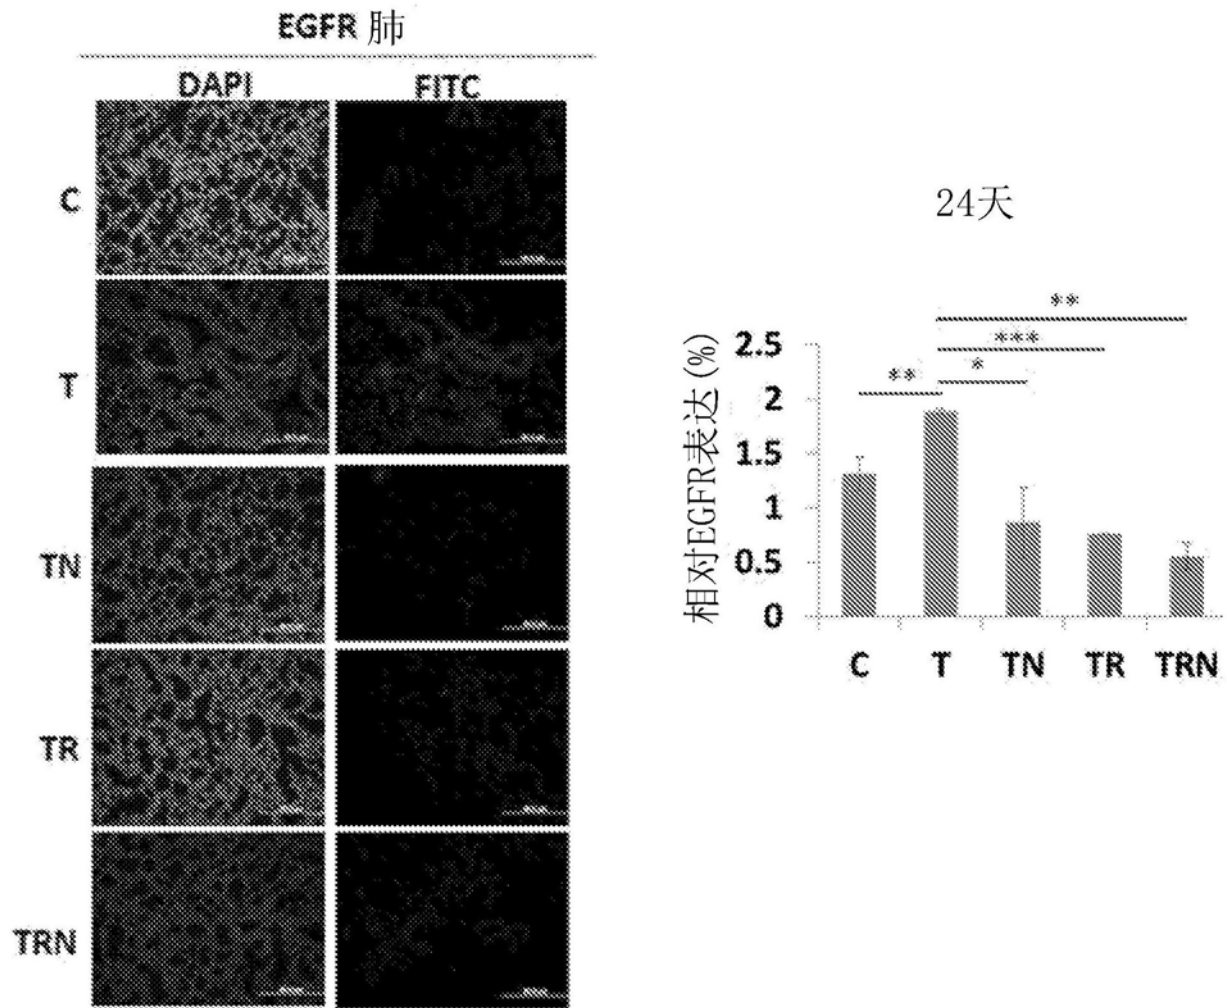 EGFR 肺
DAPI FITC
C
T
TN
TR
TRN
24天
相对EGFR表达(%)
2.5
2
1.5
1
0.5
0
**
***
**
*
C T TN TR TRN